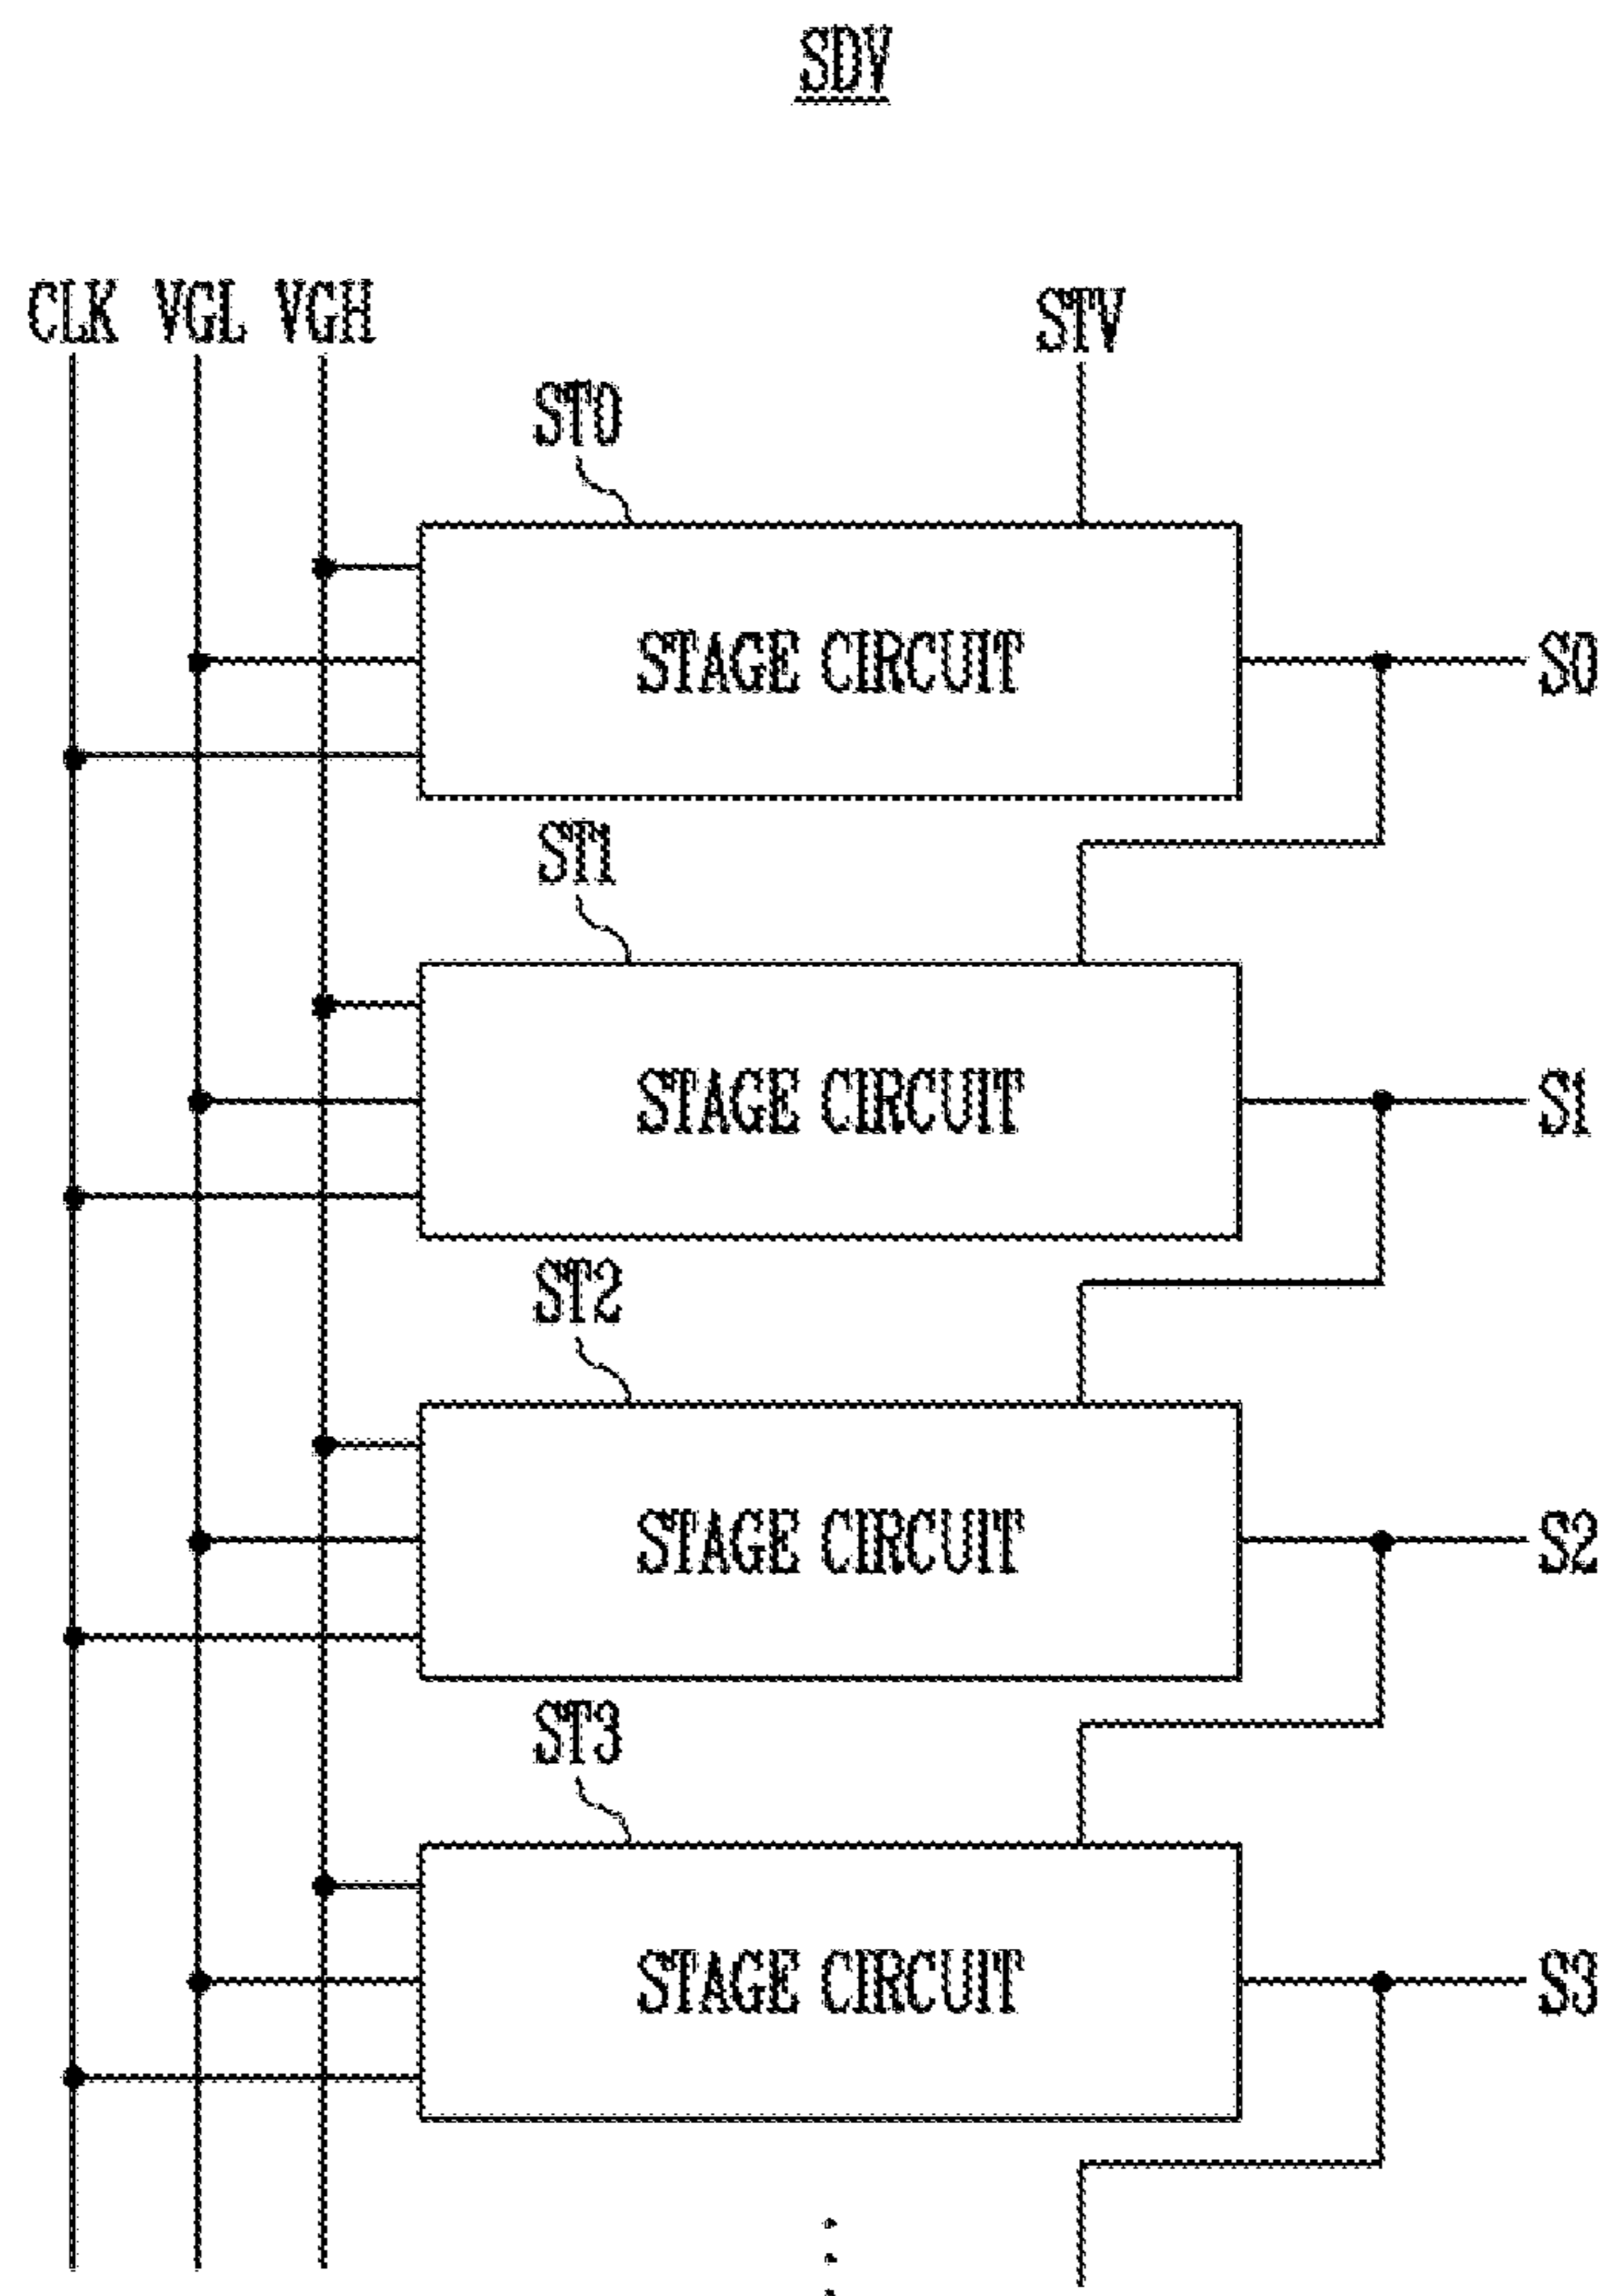 SDV
CLK VGL VGH
STV
ST0
STAGE CIRCUIT
S0
ST1
STAGE CIRCUIT
S1
ST2
STAGE CIRCUIT
S2
ST3
STAGE CIRCUIT
S3